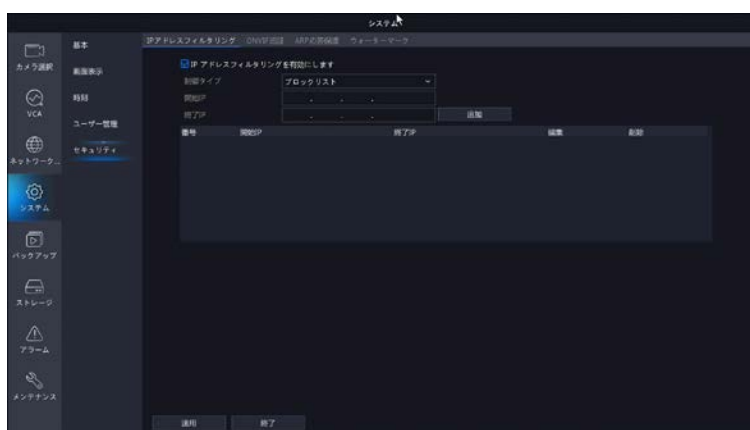 システム
カメラ選択
VCA
ネットワーク...
システム
バックアップ
ストレージ
アラーム
メンテナンス
基本
画面表示
時刻
ユーザー管理
セキュリティ
IPアドレスフィルタリング ONVIF認証 ARP防御保護 ウォーターマーク
IP アドレスフィルタリングを有効にします
制御タイプ ブロックリスト
開始IP . . .
終了IP . . . 追加
番号 開始IP 終了IP 編集 削除
適用 終了